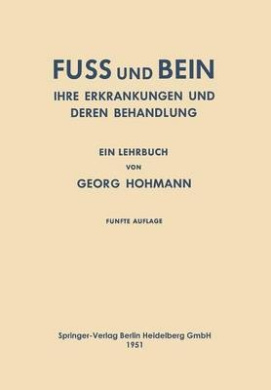 FUSS UND BEIN
IHRE ERKRANKUNGEN UND
DEREN BEHANDLUNG
EIN LEHRBUCH
VON
GEORG HOHMANN
FUNFTE AUFLAGE
Springer-Verlag Berlin Heidelberg GmbH
1951